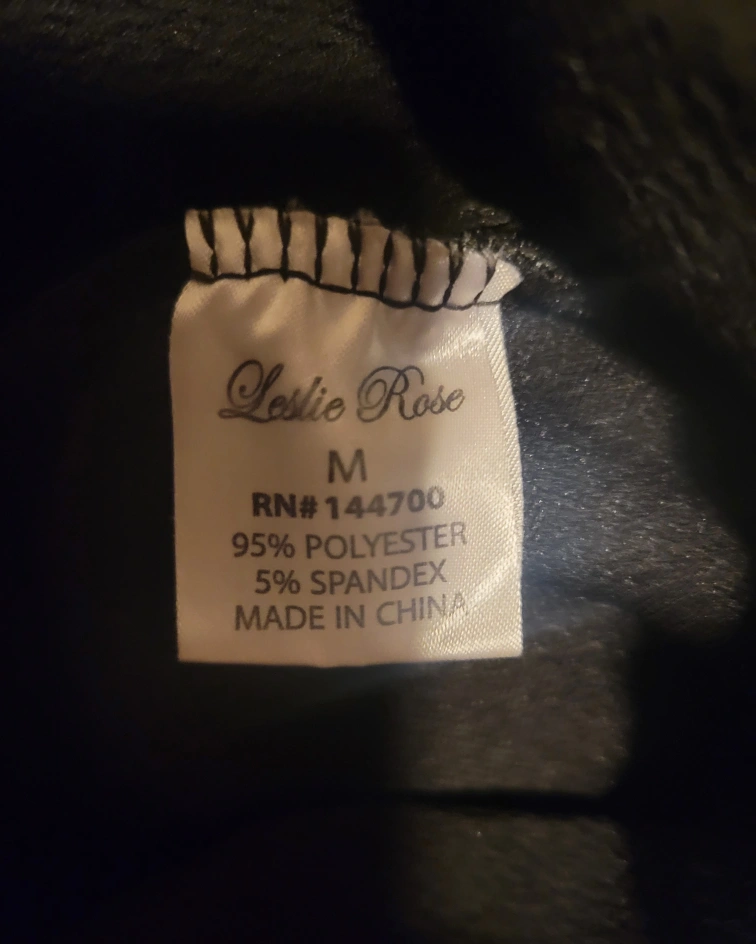 Leslie Rose
M
RN# 144700
95% POLYESTER
5% SPANDEX
MADE IN CHINA